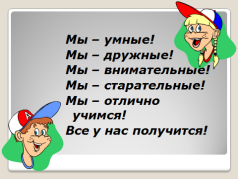 Мы – умные!
Мы – дружные!
Мы – внимательные!
Мы – старательные!
Мы – отлично
учимся!
Все у нас получится!
А